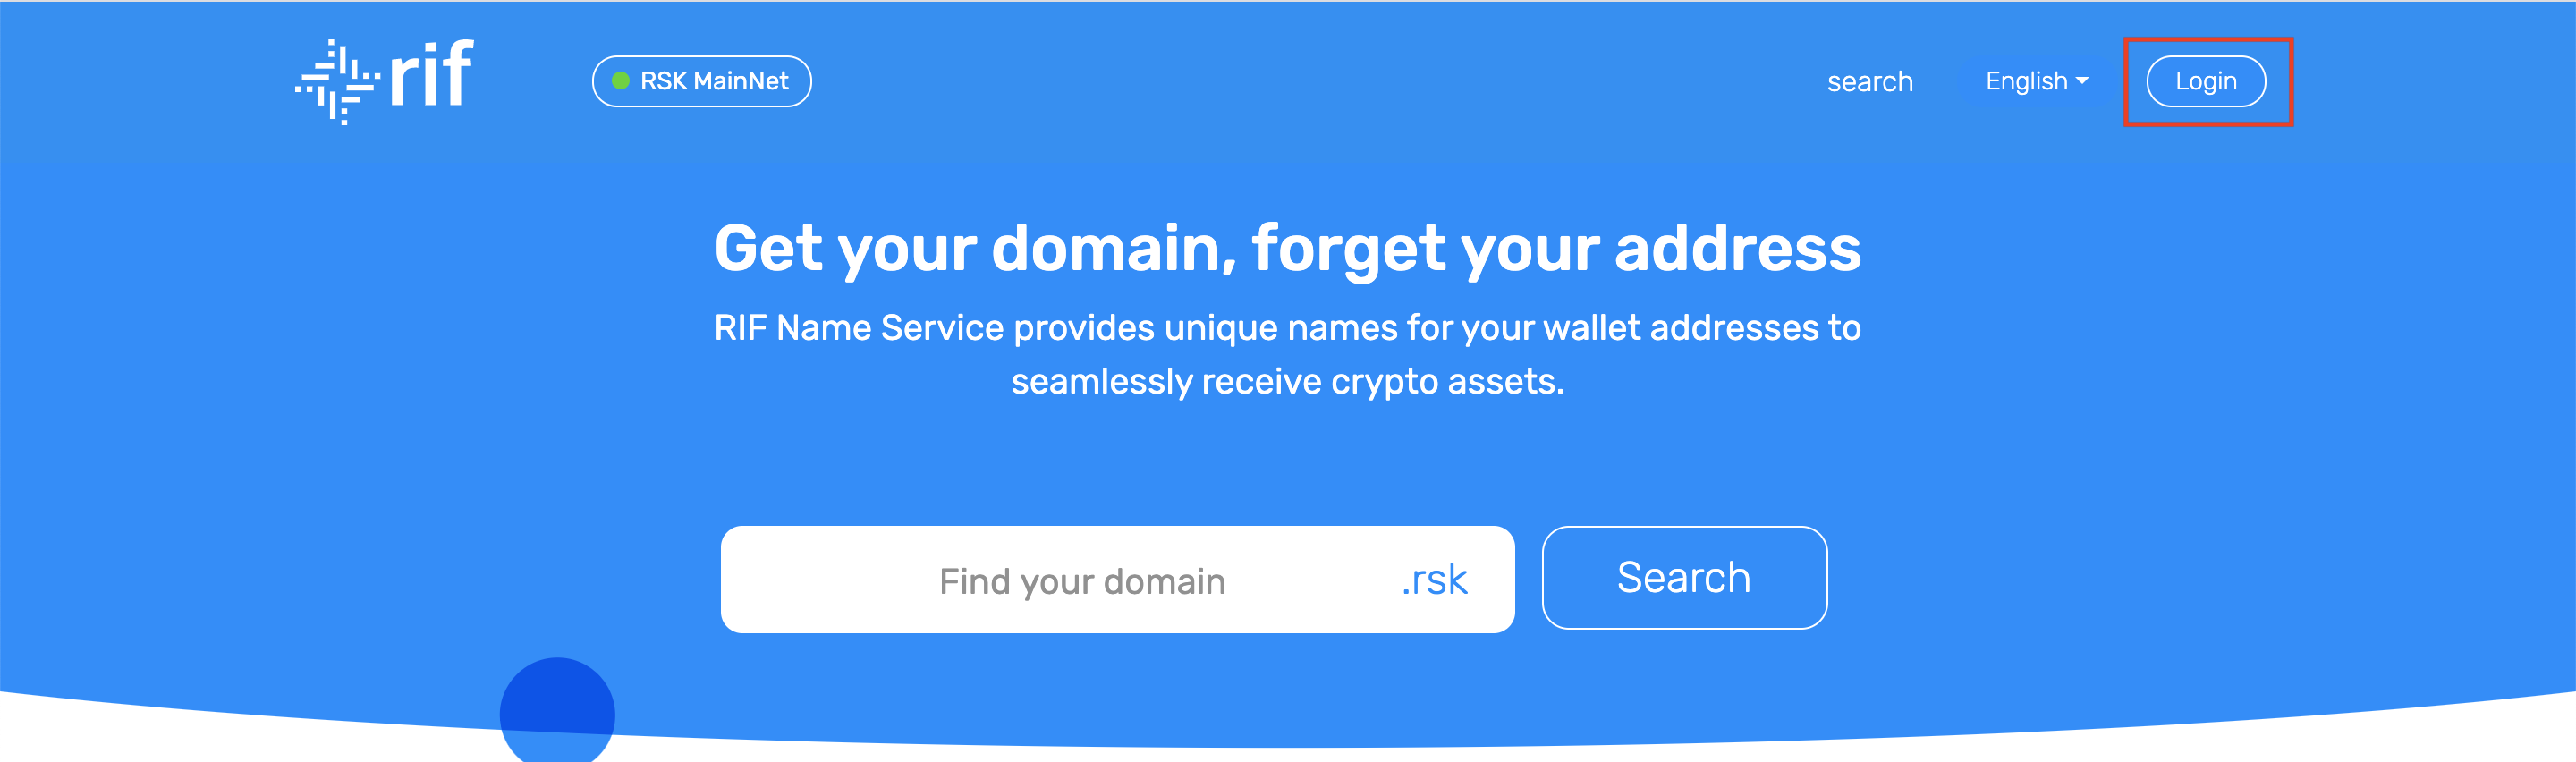 rif
RSK MainNet
search
English
Login
Get your domain, forget your address
RIF Name Service provides unique names for your wallet addresses to
seamlessly receive crypto assets.
Find your domain .rsk
Search